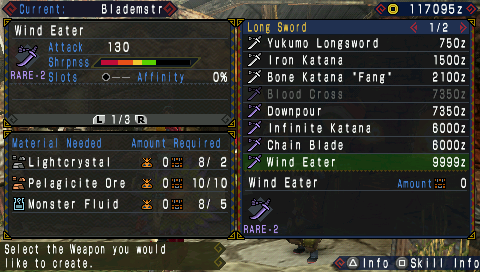 Current: Blademstr
117095z
Wind Eater
Attack 130
Shrpnss
RARE-2 Slots ●-- Affinity 0%
L 1/3 R
Material Needed Amount Required
Lightcrystal 0 8/ 2
Pelagicite Ore 0 10/10
Monster Fluid 0 8/ 5
Long Sword 1/2
Yukumo Longsword 750z
Iron Katana 1500z
Bone Katana "Fang" 2100z
Blood Cross 7350z
Downpour 7350z
Infinite Katana 6000z
Chain Blade 6000z
Wind Eater 9999z
Wind Eater Amount 0
RARE-2
Select the Weapon you would
like to create.
Info Skill Info